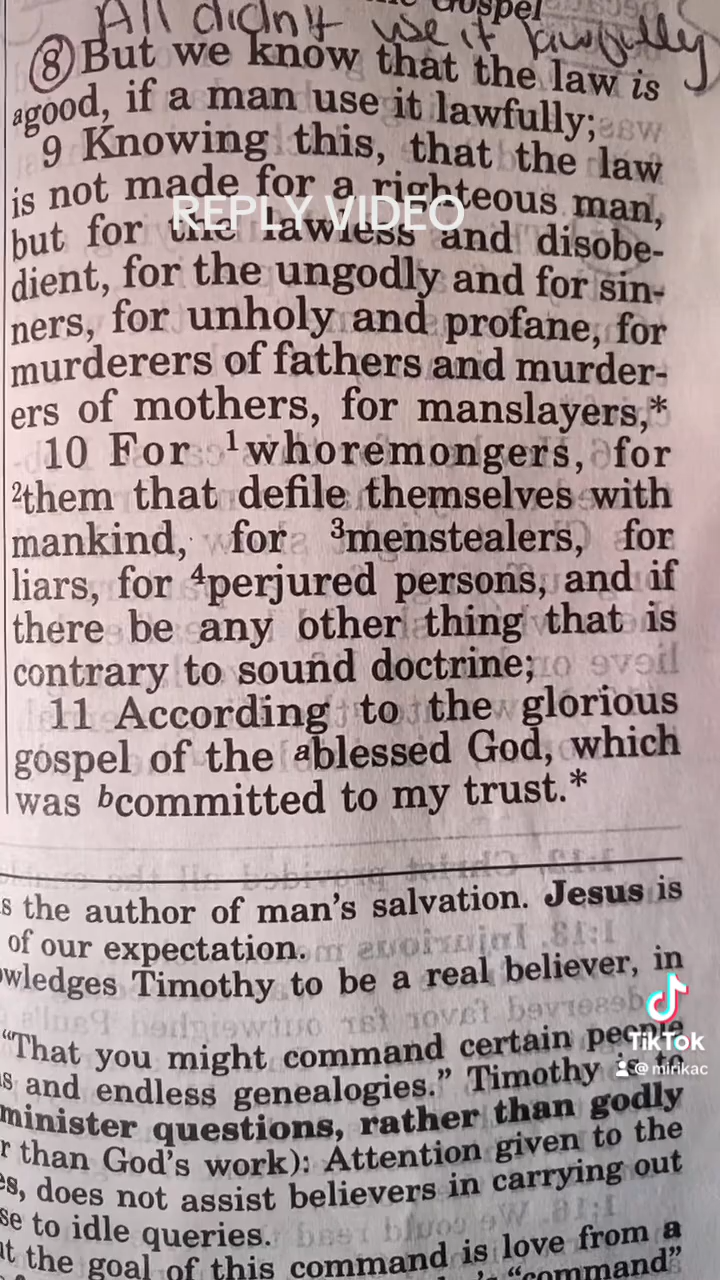 Gospel
All didn't use it lawfully
8 But we know that the law is
ᵃgood, if a man use it lawfully;
9 Knowing this, that the law
is not made for a righteous man,
REPLY VIDEO
but for the lawless and disobe-
dient, for the ungodly and for sin-
ners, for unholy and profane, for
murderers of fathers and murder-
ers of mothers, for manslayers,*
10 For ¹whoremongers, for
²them that defile themselves with
mankind, for ³menstealers, for
liars, for ⁴perjured persons, and if
there be any other thing that is
contrary to sound doctrine;
11 According to the glorious
gospel of the ᵃblessed God, which
was ᵇcommitted to my trust.*
s the author of man's salvation. Jesus is
of our expectation.
owledges Timothy to be a real believer, in
"That you might command certain people
s and endless genealogies." Timothy is to
minister questions, rather than godly
r than God's work): Attention given to the
es, does not assist believers in carrying out
se to idle queries.
at the goal of this command is love from a
"command"
TikTok
@mirikac